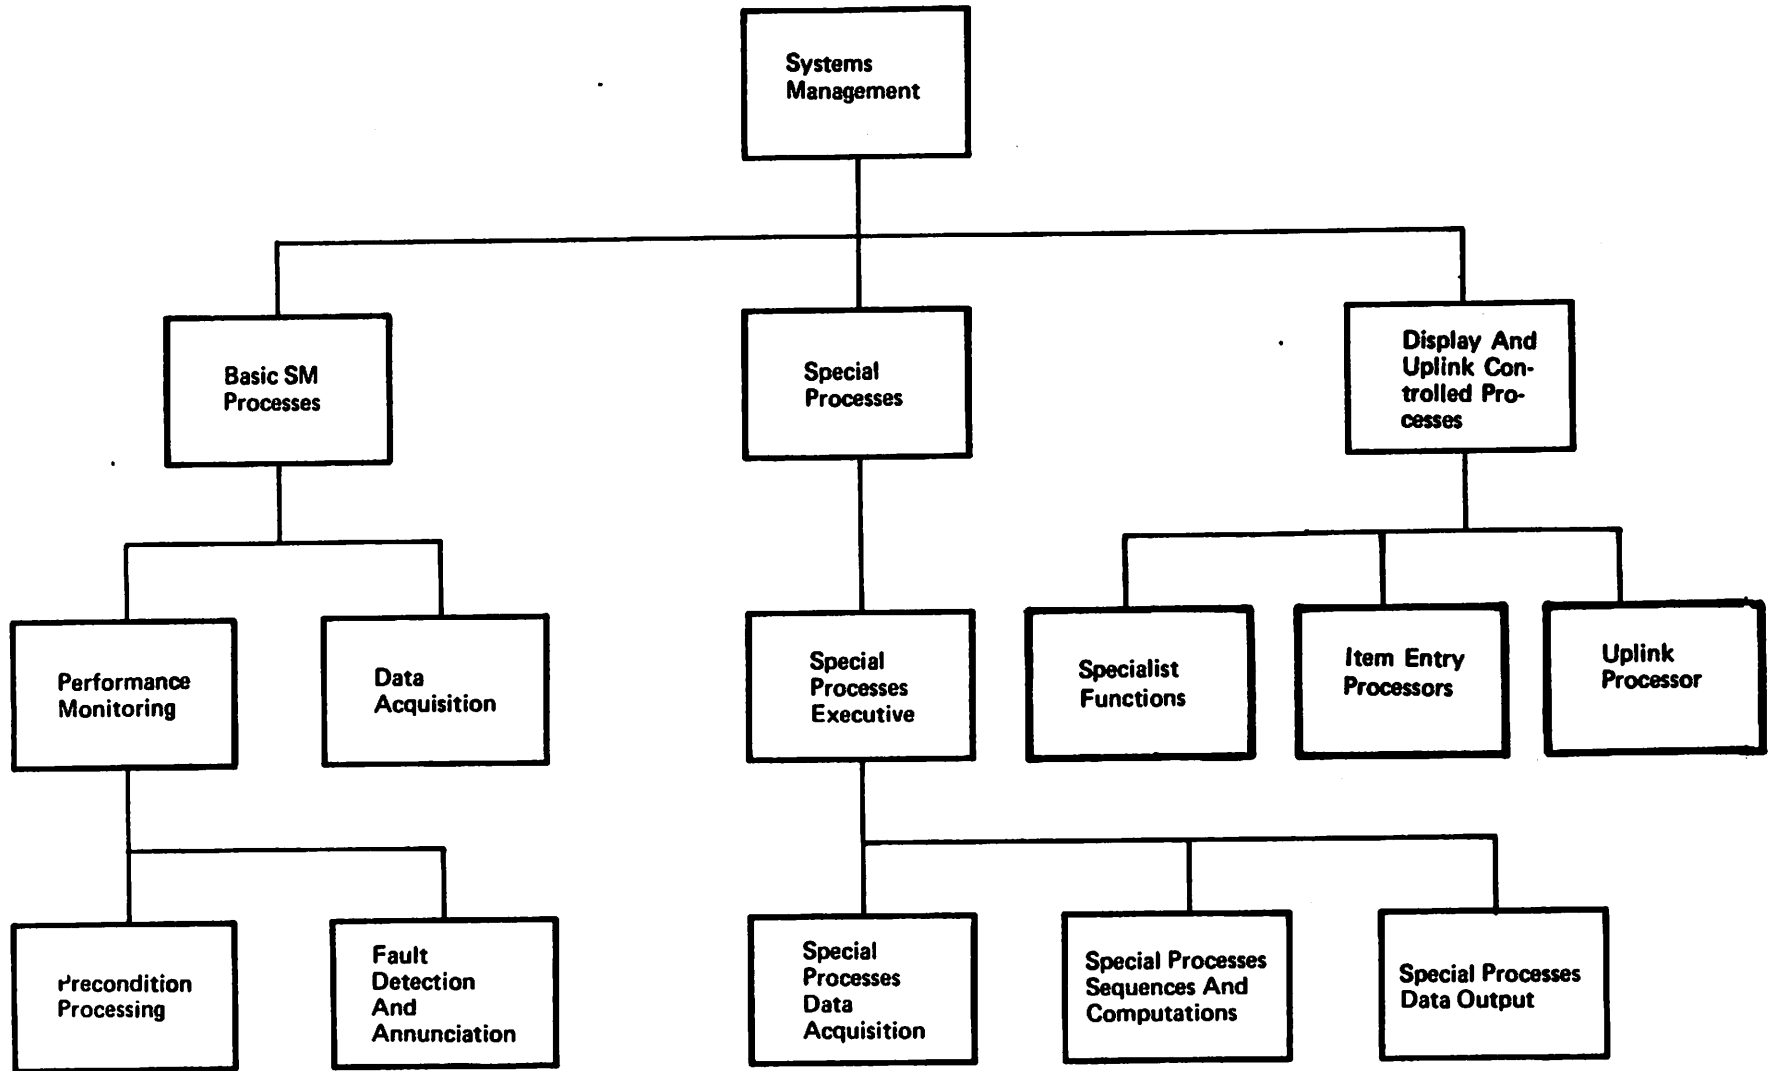 Systems
Management
Basic SM
Processes
Special
Processes
Display And
Uplink Con-
trolled Pro-
cesses
Performance
Monitoring
Data
Acquisition
Special
Processes
Executive
Specialist
Functions
Item Entry
Processors
Uplink
Processor
Precondition
Processing
Fault
Detection
And
Annunciation
Special
Processes
Data
Acquisition
Special Processes
Sequences And
Computations
Special Processes
Data Output